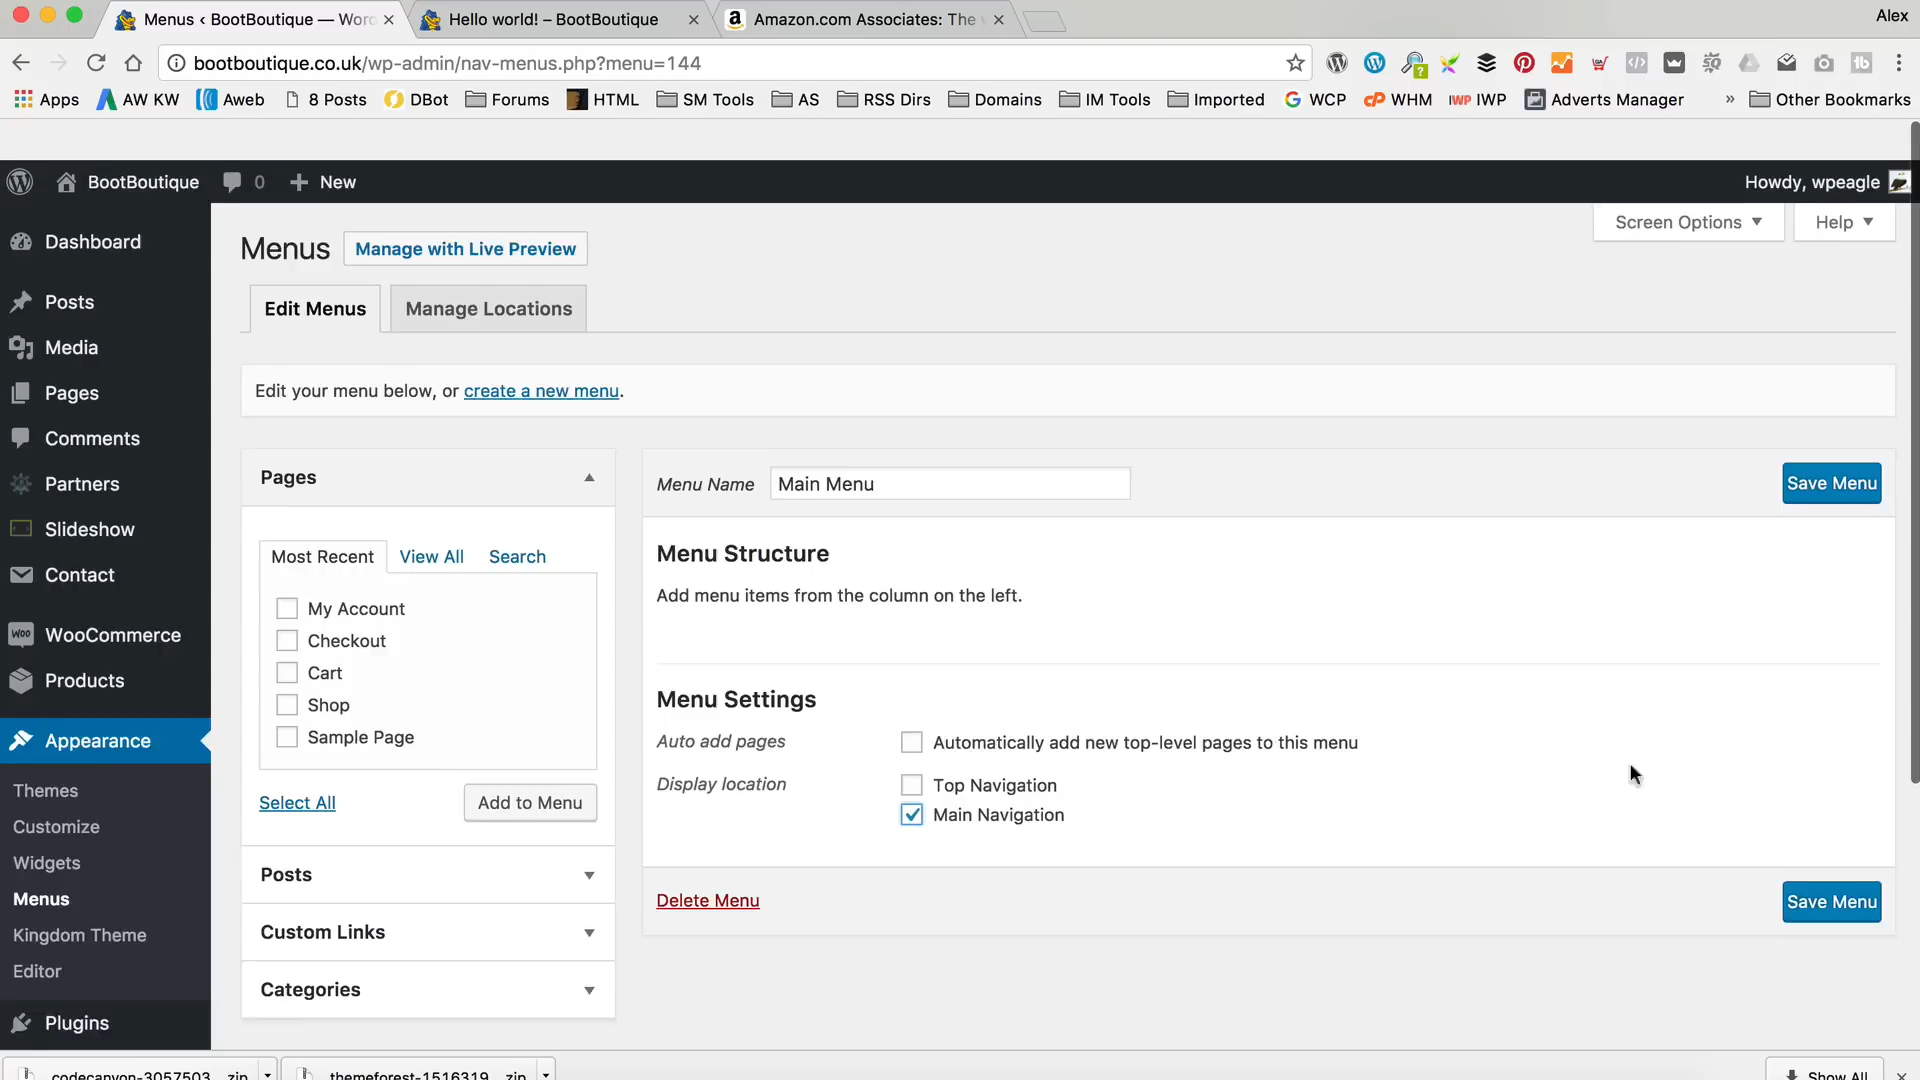 Menus ‹ BootBoutique — Wor
Hello world! – BootBoutique
Amazon.com Associates: The
Alex
bootboutique.co.uk/wp-admin/nav-menus.php?menu=144
Apps
AW KW
Aweb
8 Posts
DBot
Forums
HTML
SM Tools
AS
RSS Dirs
Domains
IM Tools
Imported
WCP
WHM
IWP
Adverts Manager
»
Other Bookmarks
BootBoutique
0
New
Howdy, wpeagle
Screen Options
Help
Dashboard
Posts
Media
Pages
Comments
Partners
Slideshow
Contact
WooCommerce
Products
Appearance
Themes
Customize
Widgets
Menus
Kingdom Theme
Editor
Plugins
Menus
Manage with Live Preview
Edit Menus
Manage Locations
Edit your menu below, or create a new menu.
Pages
Most Recent
View All
Search
My Account
Checkout
Cart
Shop
Sample Page
Select All
Add to Menu
Posts
Custom Links
Categories
Menu Name
Main Menu
Save Menu
Menu Structure
Add menu items from the column on the left.
Menu Settings
Auto add pages
Automatically add new top-level pages to this menu
Display location
Top Navigation
Main Navigation
Delete Menu
Save Menu
codecanyon-3057503....zip
themeforest-1516319....zip
Show All